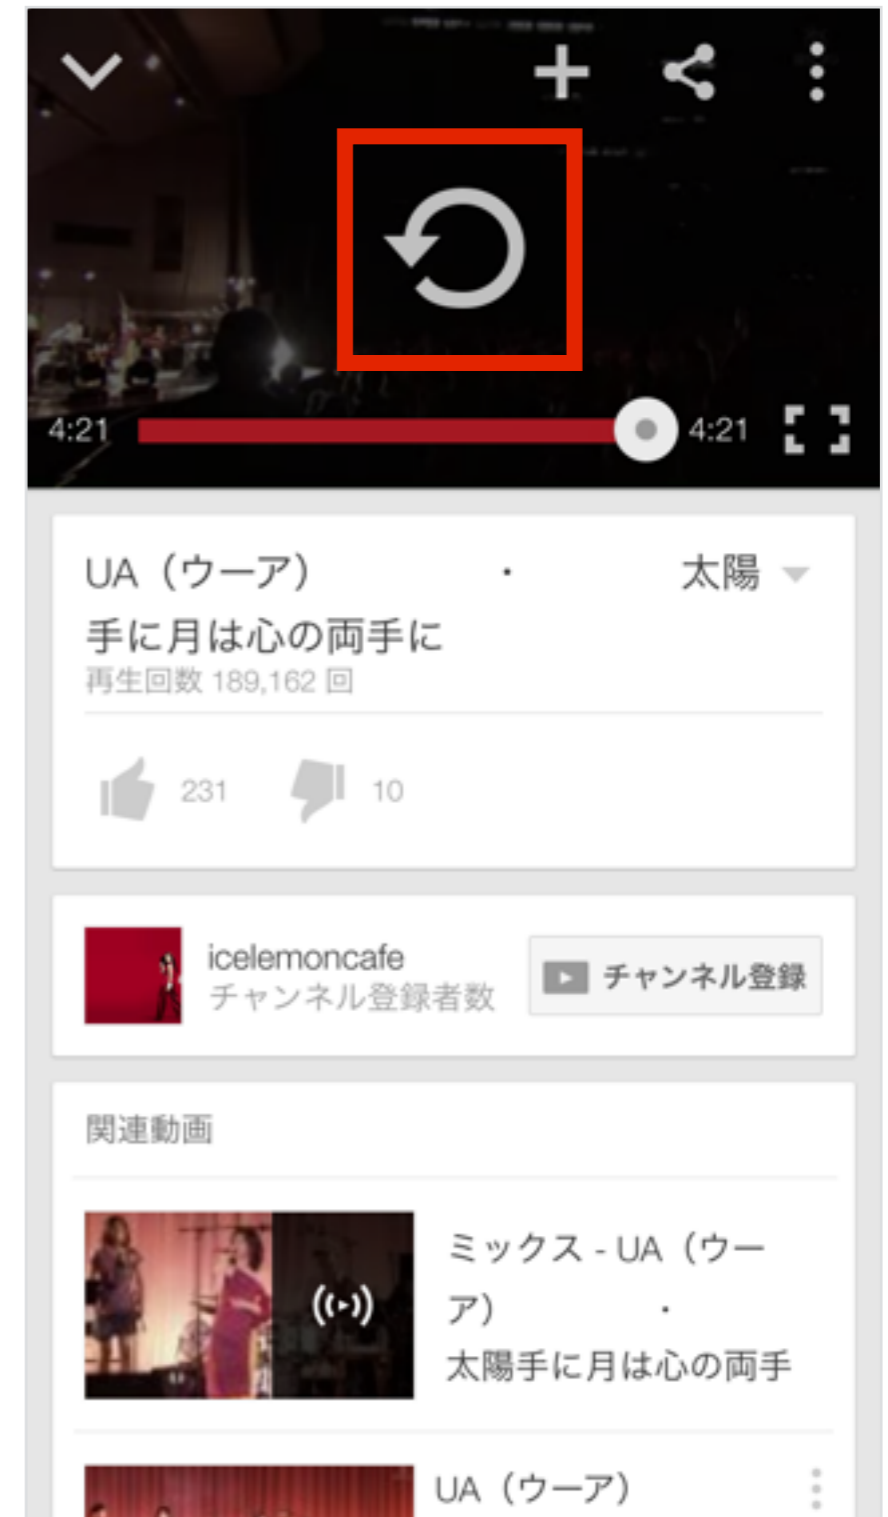 4:21
4:21
UA（ウーア） ・ 太陽
手に月は心の両手に
再生回数 189,162 回
231
10
icelemoncafe
チャンネル登録者数
チャンネル登録
関連動画
ミックス - UA（ウー
ア） ・
太陽手に月は心の両手
UA（ウーア）